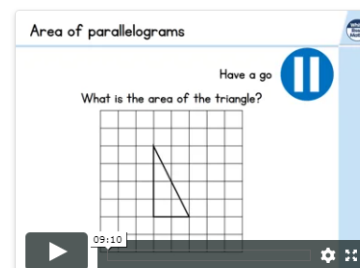 Area of parallelograms
Have a go
What is the area of the triangle?
09:10